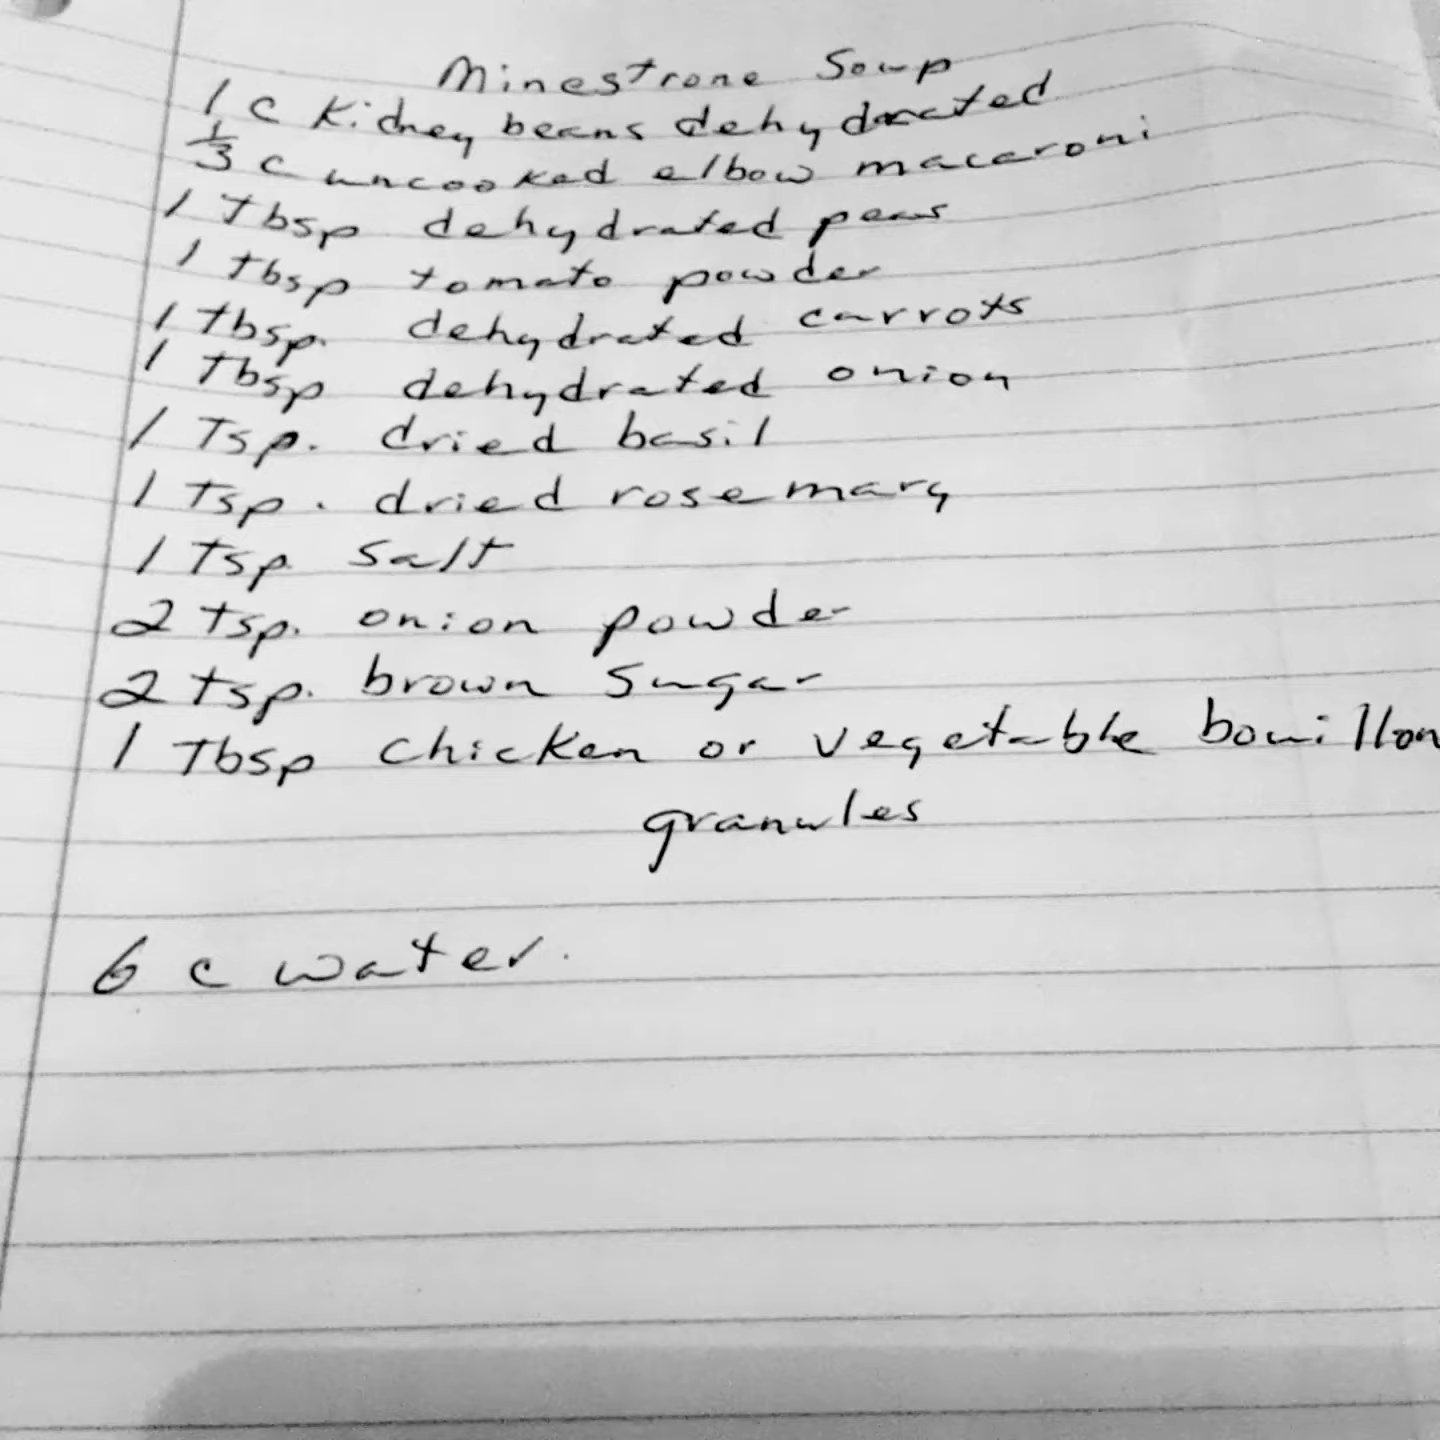 Minestrone Soup
1 C Kidney beans dehydrated
1/3 C uncooked elbow macaroni
1 Tbsp dehydrated peas
1 Tbsp tomato powder
1 Tbsp. dehydrated carrots
1 Tbsp dehydrated onion
1 Tsp. dried basil
1 Tsp. dried rosemary
1 Tsp. Salt
2 Tsp. onion powder
2 tsp. brown Sugar
1 Tbsp Chicken or vegetable bouillon
granules
6 c water.